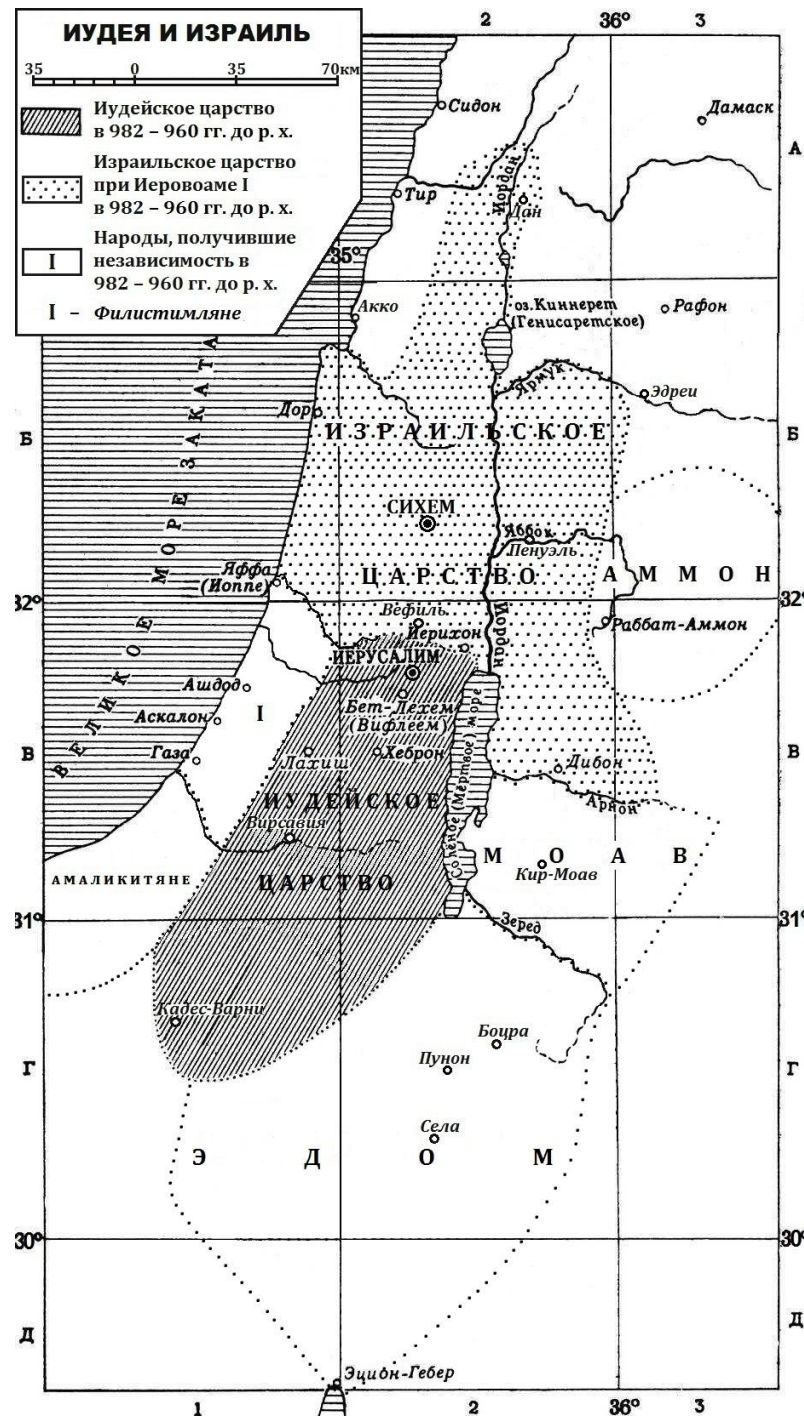 ИУДЕЯ И ИЗРАИЛЬ
35 0 35 70км
Иудейское царство
в 982 – 960 гг. до р. х.
Израильское царство
при Иеровоаме I
в 982 – 960 гг. до р. х.
I
Народы, получившие
независимость в
982 – 960 гг. до р. х.
I – Филистимляне
2 36° 3
А
Сидон
Дамаск
Тир
Иордан
Дан
35°
Акко
оз. Киннерет
(Генисаретское)
Рафон
Ярмук
Эдреи
Дор
Б
Б
ИЗРАИЛЬСКОЕ
ВЕЛИКОЕ МОРЕ ЗАКАТА
СИХЕМ
Яббок
Пенуэль
Яффа
(Иоппе)
ЦАРСТВО
АММОН
32°
32°
Вефиль
Иерихон
Иордан
Раббат-Аммон
ИЕРУСАЛИМ
Ашдод
Бет-Лехем
(Вифлеем)
Аскалон
I
В
В
Газа
Лахиш
Хеброн
Солёное (Мёртвое) море
Дибон
ИУДЕЙСКОЕ
Арнон
Вирсавия
МОАВ
Кир-Моав
АМАЛИКИТЯНЕ
ЦАРСТВО
31°
31°
Зеред
Кадес-Варни
Боцра
Г
Г
Пунон
Села
ЭДОМ
30°
30°
Д
Д
Эцион-Гебер
1 2 36° 3